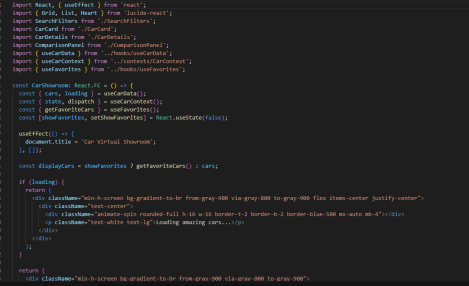 import React, { useEffect } from 'react';
import { Grid, List, Heart } from 'lucide-react';
import SearchFilters from './SearchFilters';
import CarCard from './CarCard';
import CarDetails from './CarDetails';
import ComparisonPanel from './ComparisonPanel';
import { useCarData } from '../hooks/useCarData';
import { useCarContext } from '../contexts/CarContext';
import { useFavorites } from '../hooks/useFavorites';
const CarShowroom: React.FC = () => {
const { cars, loading } = useCarData();
const { state, dispatch } = useCarContext();
const { getFavoriteCars } = useFavorites();
const [showFavorites, setShowFavorites] = React.useState(false);
useEffect(() => {
document.title = 'Car Virtual Showroom';
}, []);
const displayCars = showFavorites ? getFavoriteCars() : cars;
if (loading) {
return (
<div className="min-h-screen bg-gradient-to-br from-gray-900 via-gray-800 to-gray-900 flex items-center justify-center">
<div className="text-center">
<div className="animate-spin rounded-full h-16 w-16 border-t-2 border-b-2 border-blue-500 mx-auto mb-4"></div>
<p className="text-white text-lg">Loading amazing cars...</p>
</div>
</div>
);
}
return (
<div className="min-h-screen bg-gradient-to-br from-gray-900 via-gray-800 to-gray-900">